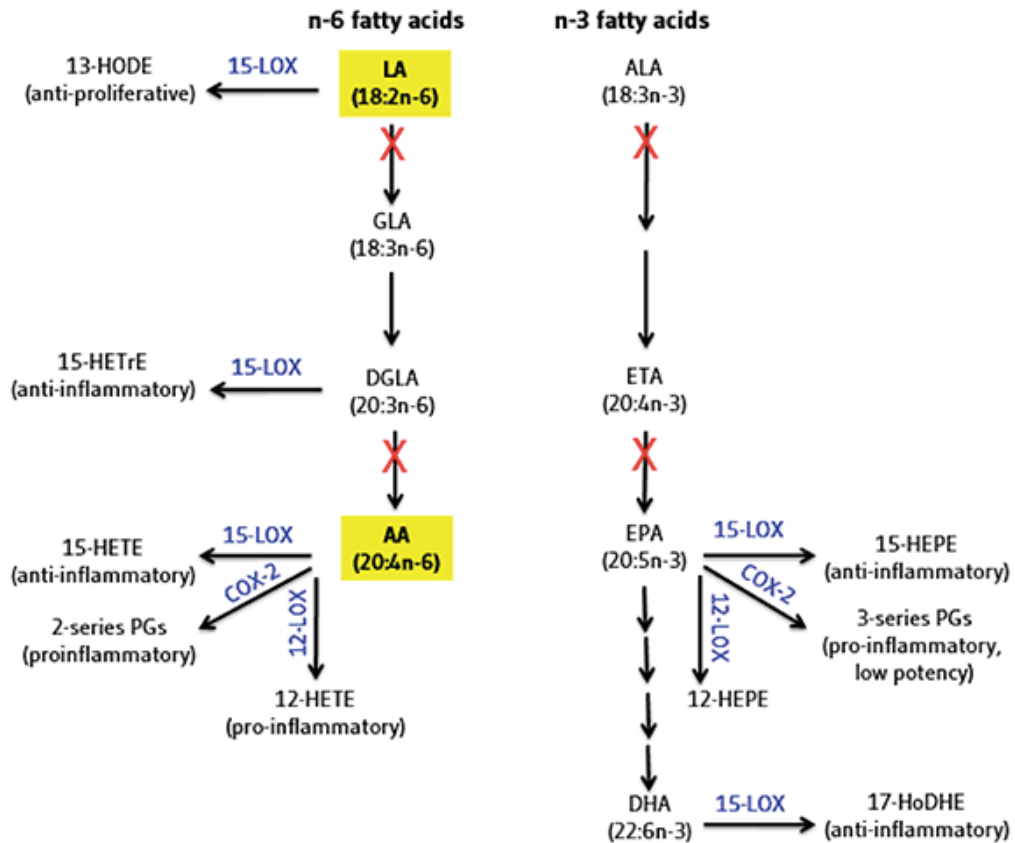 n-6 fatty acids
n-3 fatty acids
13-HODE
(anti-proliferative)
15-LOX
LA
(18:2n-6)
ALA
(18:3n-3)
X
X
GLA
(18:3n-6)
15-HETrE
(anti-inflammatory)
15-LOX
DGLA
(20:3n-6)
ETA
(20:4n-3)
X
X
15-HETE
(anti-inflammatory)
15-LOX
AA
(20:4n-6)
EPA
(20:5n-3)
15-LOX
15-HEPE
(anti-inflammatory)
COX-2
12-LOX
2-series PGs
(proinflammatory)
12-HETE
(pro-inflammatory)
COX-2
12-LOX
3-series PGs
(pro-inflammatory,
low potency)
12-HEPE
DHA
(22:6n-3)
15-LOX
17-HoDHE
(anti-inflammatory)